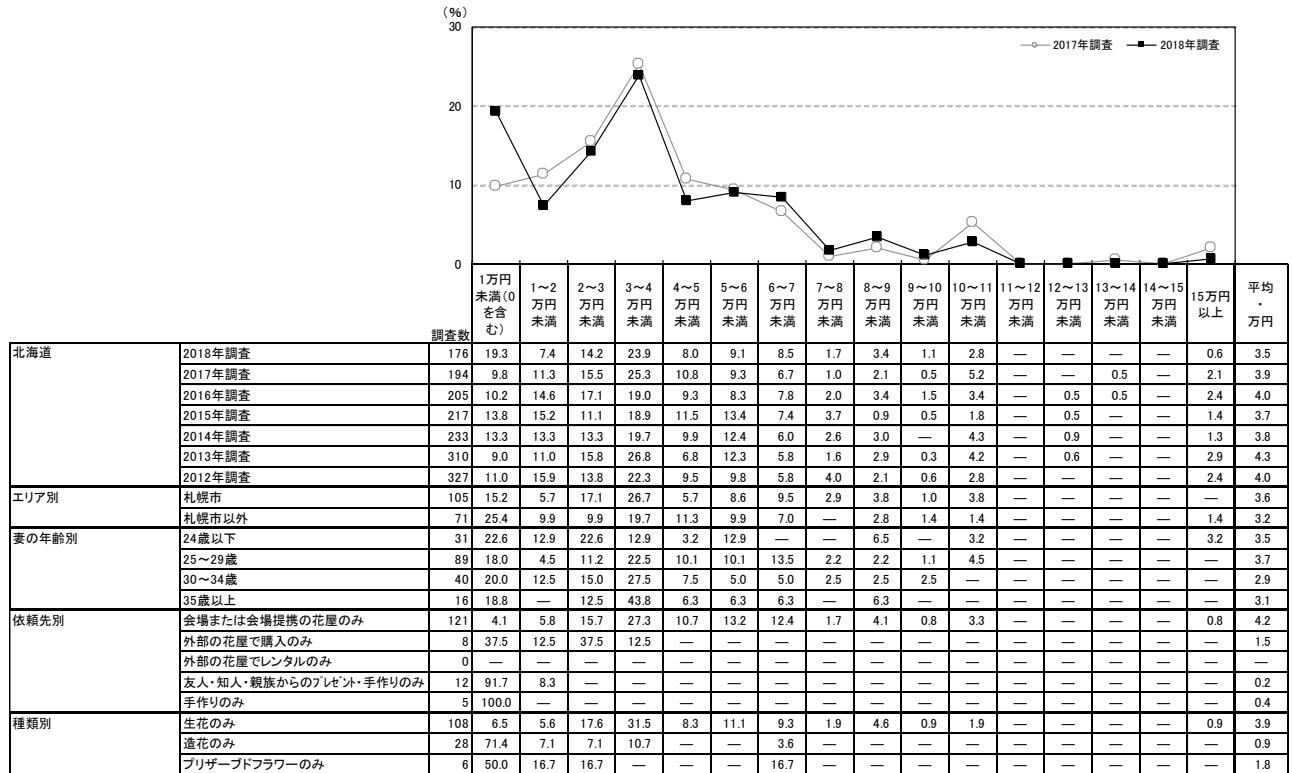 (%)
30
20
10
0
2017年調査 2018年調査
調査数 1万円未満(0を含む) 1~2万円未満 2~3万円未満 3~4万円未満 4~5万円未満 5~6万円未満 6~7万円未満 7~8万円未満 8~9万円未満 9~10万円未満 10~11万円未満 11~12万円未満 12~13万円未満 13~14万円未満 14~15万円未満 15万円以上 平均・万円
北海道 2018年調査 176 19.3 7.4 14.2 23.9 8.0 9.1 8.5 1.7 3.4 1.1 2.8 — — — — 0.6 3.5
2017年調査 194 9.8 11.3 15.5 25.3 10.8 9.3 6.7 1.0 2.1 0.5 5.2 — — 0.5 — 2.1 3.9
2016年調査 205 10.2 14.6 17.1 19.0 9.3 8.3 7.8 2.0 3.4 1.5 3.4 — 0.5 0.5 — 2.4 4.0
2015年調査 217 13.8 15.2 11.1 18.9 11.5 13.4 7.4 3.7 0.9 0.5 1.8 — 0.5 — — 1.4 3.7
2014年調査 233 13.3 13.3 13.3 19.7 9.9 12.4 6.0 2.6 3.0 — 4.3 — 0.9 — — 1.3 3.8
2013年調査 310 9.0 11.0 15.8 26.8 6.8 12.3 5.8 1.6 2.9 0.3 4.2 — 0.6 — — 2.9 4.3
2012年調査 327 11.0 15.9 13.8 22.3 9.5 9.8 5.8 4.0 2.1 0.6 2.8 — — — — 2.4 4.0
エリア別 札幌市 105 15.2 5.7 17.1 26.7 5.7 8.6 9.5 2.9 3.8 1.0 3.8 — — — — — 3.6
札幌市以外 71 25.4 9.9 9.9 19.7 11.3 9.9 7.0 — 2.8 1.4 1.4 — — — — 1.4 3.2
妻の年齢別 24歳以下 31 22.6 12.9 22.6 12.9 3.2 12.9 — — 6.5 — 3.2 — — — — 3.2 3.5
25~29歳 89 18.0 4.5 11.2 22.5 10.1 10.1 13.5 2.2 2.2 1.1 4.5 — — — — — 3.7
30~34歳 40 20.0 12.5 15.0 27.5 7.5 5.0 5.0 2.5 2.5 2.5 — — — — — — 2.9
35歳以上 16 18.8 — 12.5 43.8 6.3 6.3 6.3 — 6.3 — — — — — — — 3.1
依頼先別 会場または会場提携の花屋のみ 121 4.1 5.8 15.7 27.3 10.7 13.2 12.4 1.7 4.1 0.8 3.3 — — — — 0.8 4.2
外部の花屋で購入のみ 8 37.5 12.5 37.5 12.5 — — — — — — — — — — — — 1.5
外部の花屋でレンタルのみ 0 — — — — — — — — — — — — — — — — —
友人・知人・親族からのプレゼント・手作りのみ 12 91.7 8.3 — — — — — — — — — — — — — — 0.2
手作りのみ 5 100.0 — — — — — — — — — — — — — — — 0.4
種類別 生花のみ 108 6.5 5.6 17.6 31.5 8.3 11.1 9.3 1.9 4.6 0.9 1.9 — — — — 0.9 3.9
造花のみ 28 71.4 7.1 7.1 10.7 — — 3.6 — — — — — — — — — 0.9
プリザーブドフラワーのみ 6 50.0 16.7 16.7 — — — 16.7 — — — — — — — — — 1.8